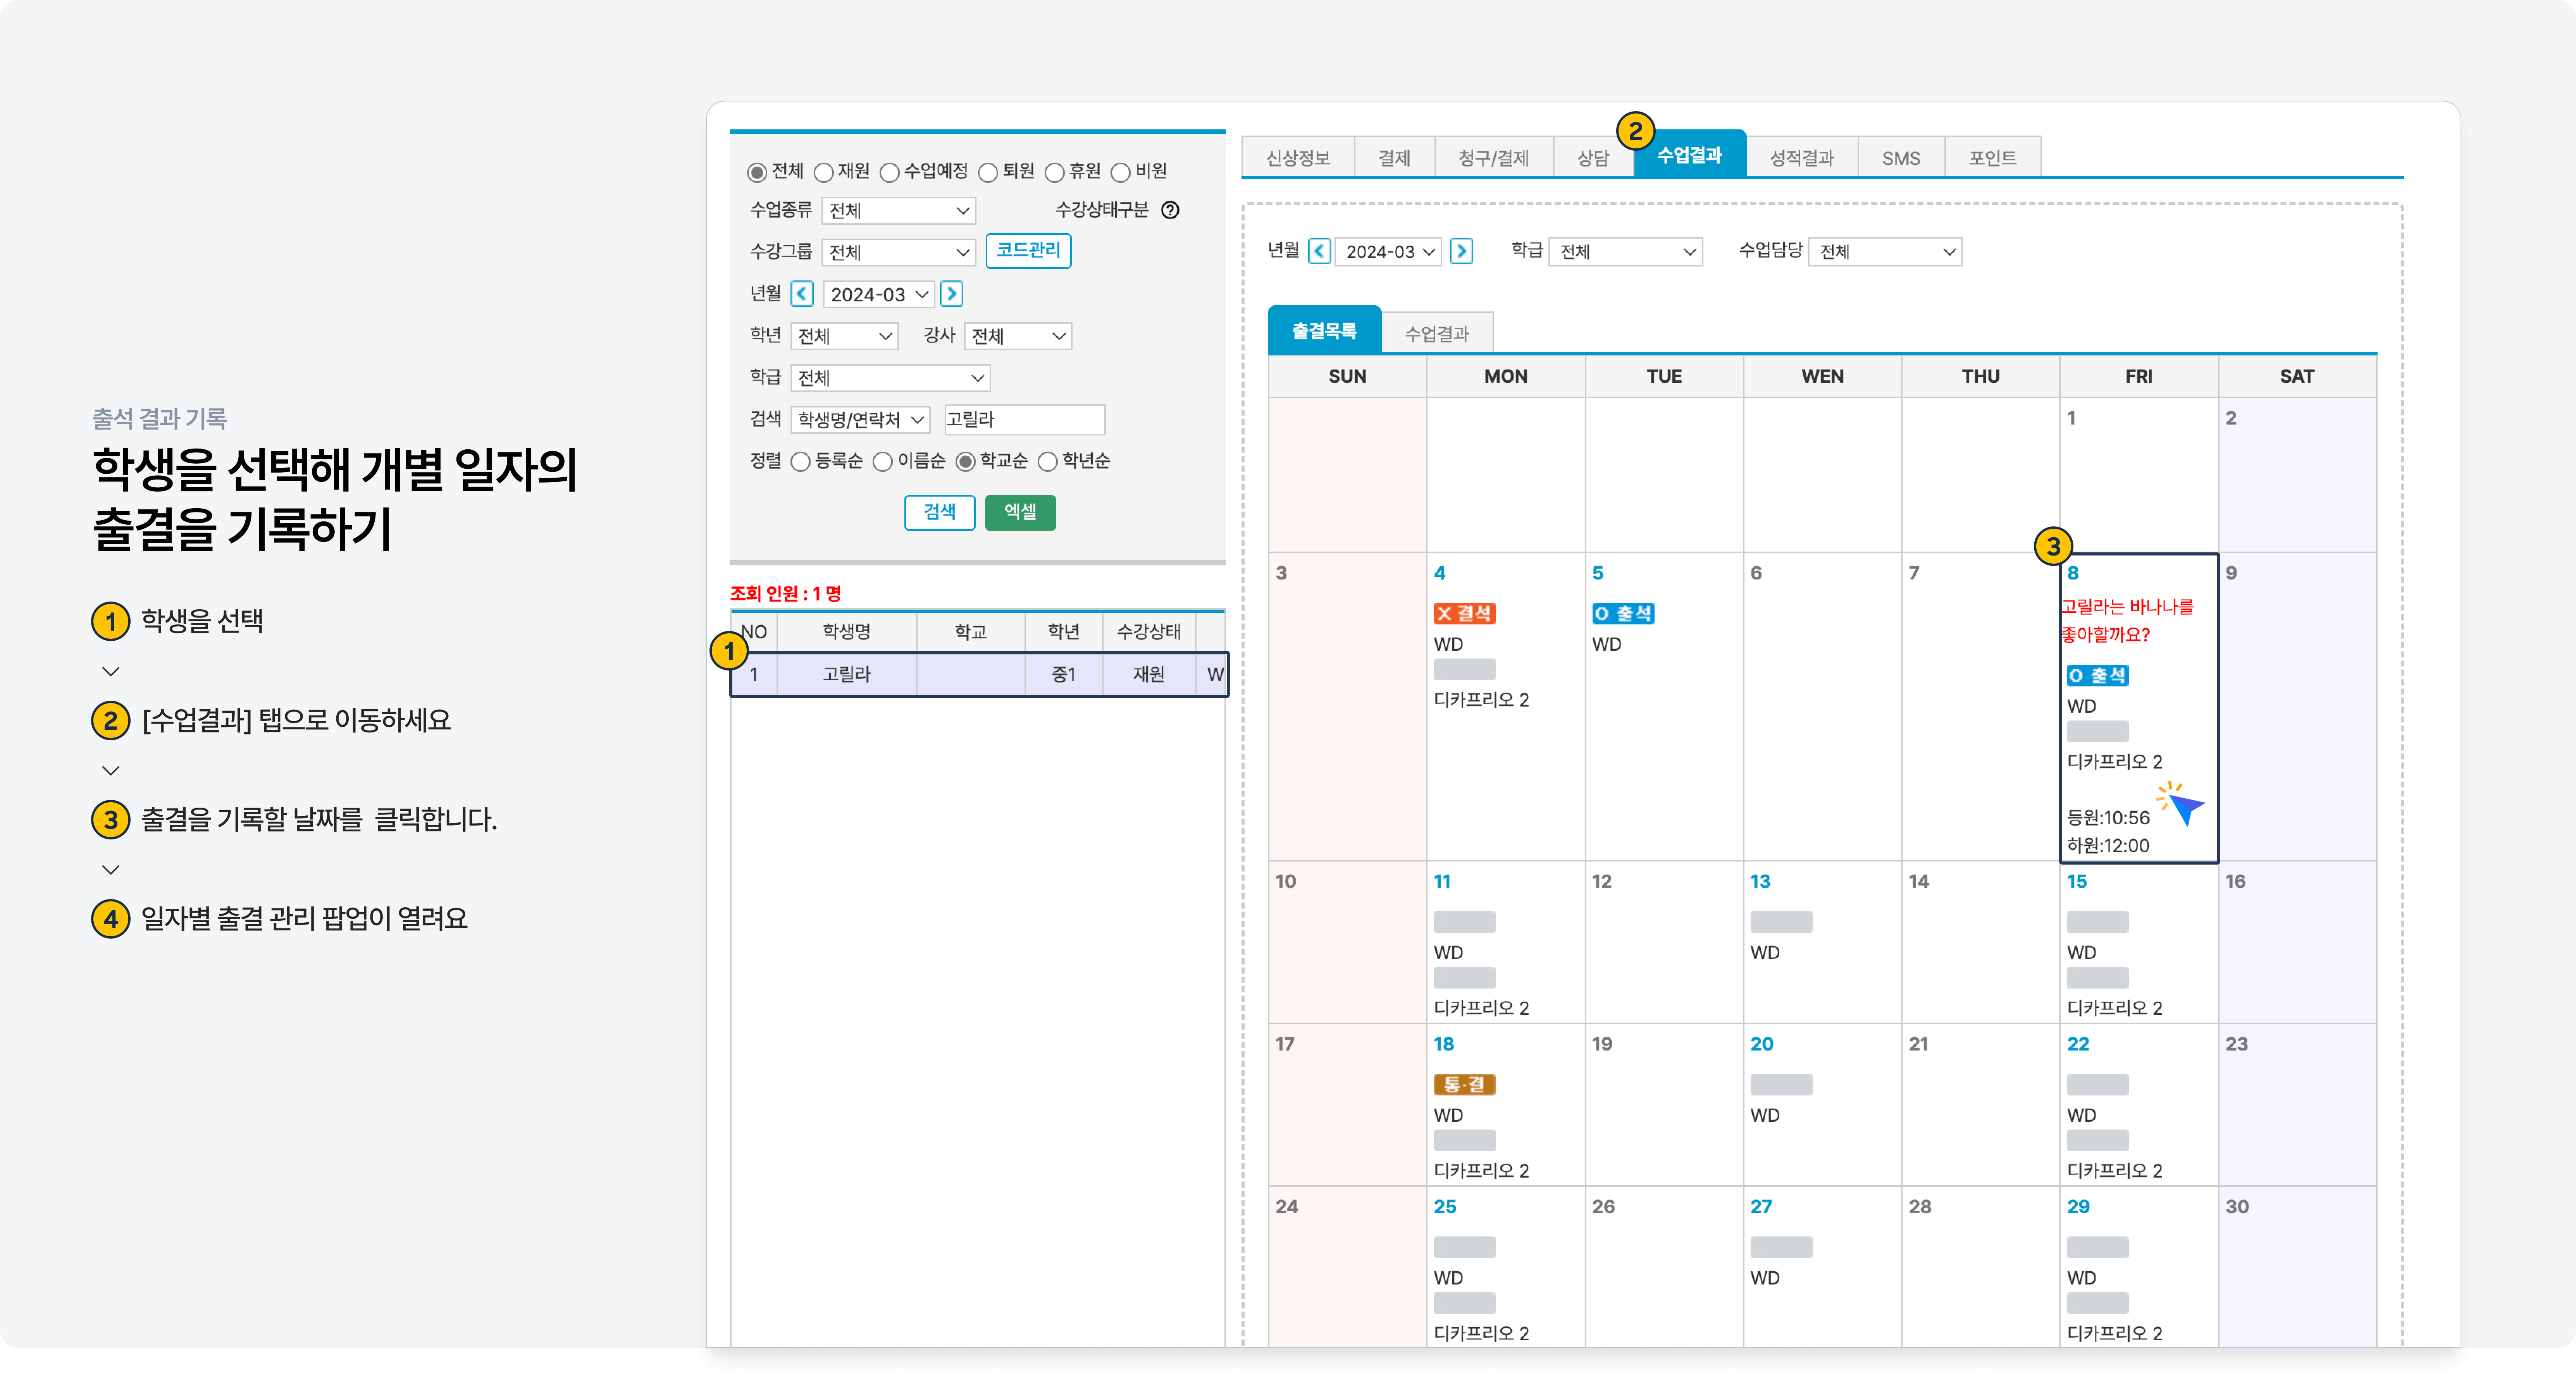 출석 결과 기록
학생을 선택해 개별 일자의
출결을 기록하기
1 학생을 선택
2 [수업결과] 탭으로 이동하세요
3 출결을 기록할 날짜를 클릭합니다.
4 일자별 출결 관리 팝업이 열려요
전체 재원 수업예정 퇴원 휴원 비원
수업종류 전체 수강상태구분 ?
수강그룹 전체 코드관리
년월 2024-03
학년 전체 강사 전체
학급 전체
검색 학생명/연락처 고릴라
정렬 등록순 이름순 학교순 학년순
검색 엑셀
조회 인원 : 1 명
NO 학생명 학교 학년 수강상태
1
1 고릴라 중1 재원 W
2
신상정보 결제 청구/결제 상담 수업결과 성적결과 SMS 포인트
년월 2024-03 학급 전체 수업담당 전체
출결목록 수업결과
SUN MON TUE WEN THU FRI SAT
1 2
3
3 4 5 6 7 8 9
X 결석
WD
디카프리오 2
O 출석
WD
고릴라는 바나나를
좋아할까요?
O 출석
WD
디카프리오 2
등원:10:56
하원:12:00
10 11 12 13 14 15 16
WD WD WD
디카프리오 2 디카프리오 2
17 18 19 20 21 22 23
통·결
WD WD WD
디카프리오 2 디카프리오 2
24 25 26 27 28 29 30
WD WD WD
디카프리오 2 디카프리오 2